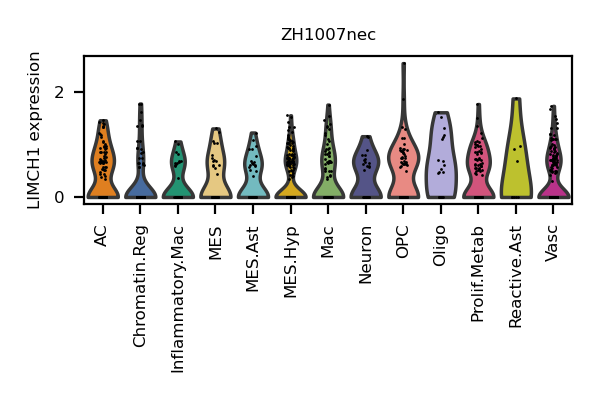 ZH1007nec
LIMCH1 expression
2
0
AC
Chromatin.Reg
Inflammatory.Mac
MES
MES.Ast
MES.Hyp
Mac
Neuron
OPC
Oligo
Prolif.Metab
Reactive.Ast
Vasc